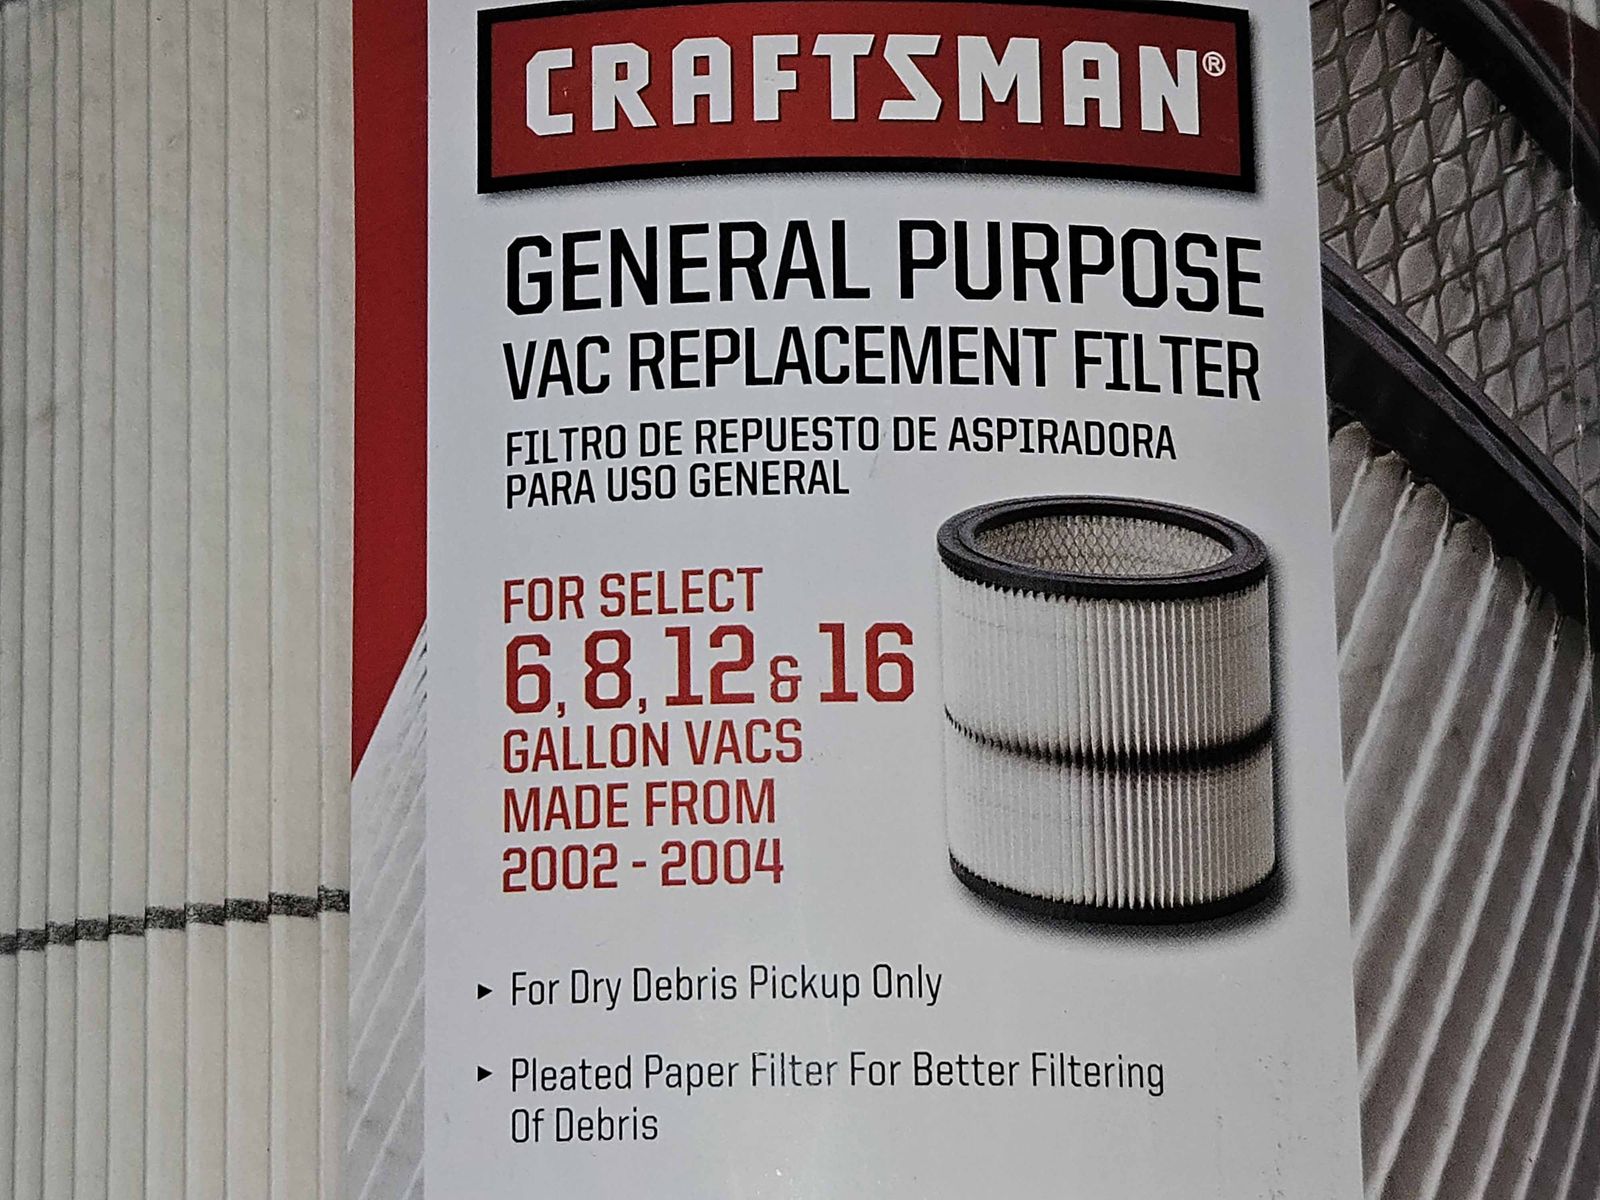 CRAFTSMAN®
GENERAL PURPOSE
VAC REPLACEMENT FILTER
FILTRO DE REPUESTO DE ASPIRADORA
PARA USO GENERAL
FOR SELECT
6, 8, 12 & 16
GALLON VACS
MADE FROM
2002 - 2004
▸ For Dry Debris Pickup Only
▸ Pleated Paper Filter For Better Filtering
Of Debris